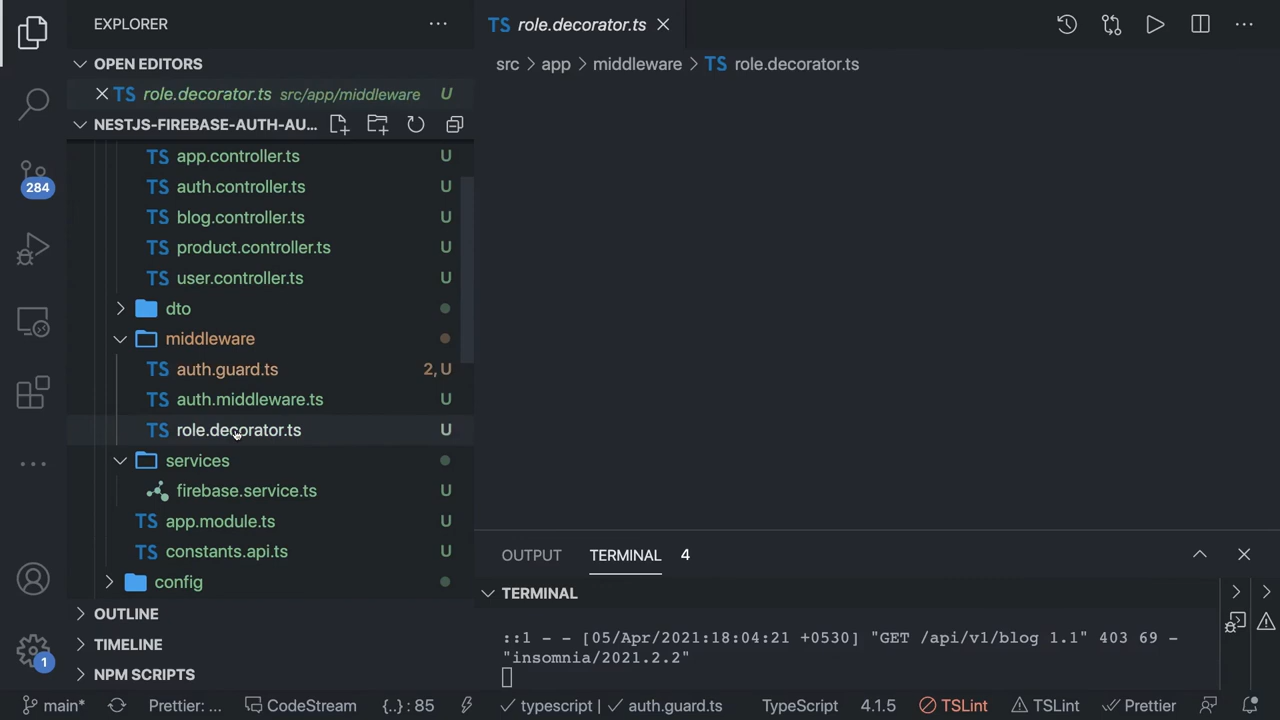 EXPLORER
OPEN EDITORS
TS role.decorator.ts src/app/middleware U
NESTJS-FIREBASE-AUTH-AU...
TS app.controller.ts U
TS auth.controller.ts U
TS blog.controller.ts U
TS product.controller.ts U
TS user.controller.ts U
dto
middleware
TS auth.guard.ts 2, U
TS auth.middleware.ts U
TS role.decorator.ts U
services
firebase.service.ts U
TS app.module.ts U
TS constants.api.ts U
config
OUTLINE
TIMELINE
NPM SCRIPTS
284
1
TS role.decorator.ts
src > app > middleware > TS role.decorator.ts
OUTPUT TERMINAL 4
TERMINAL
::1 - - [05/Apr/2021:18:04:21 +0530] "GET /api/v1/blog 1.1" 403 69 -
"insomnia/2021.2.2"
main* Prettier: ... CodeStream {..} : 85 typescript | auth.guard.ts TypeScript 4.1.5 TSLint TSLint Prettier